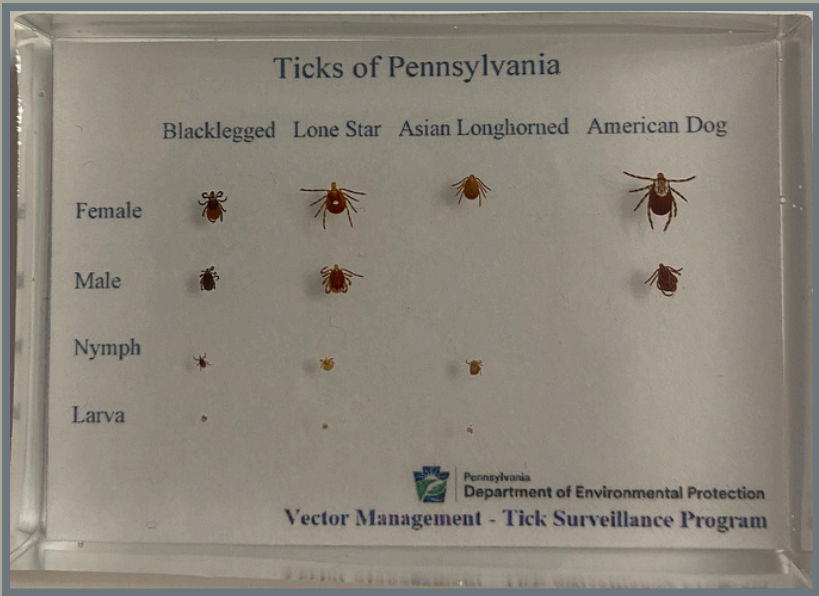 Ticks of Pennsylvania
Blacklegged Lone Star Asian Longhorned American Dog
Female
Male
Nymph
Larva
Pennsylvania
Department of Environmental Protection
Vector Management - Tick Surveillance Program